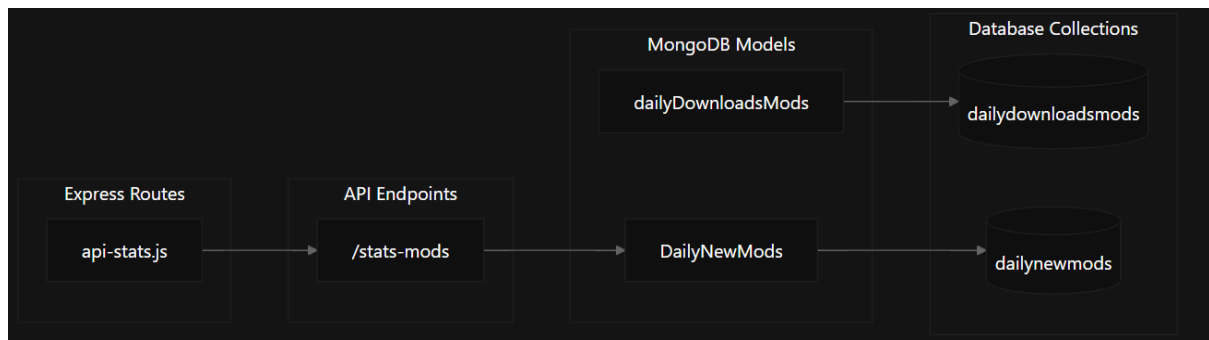 Express Routes
api-stats.js
API Endpoints
/stats-mods
MongoDB Models
dailyDownloadsMods
DailyNewMods
Database Collections
dailydownloadsmods
dailynewmods